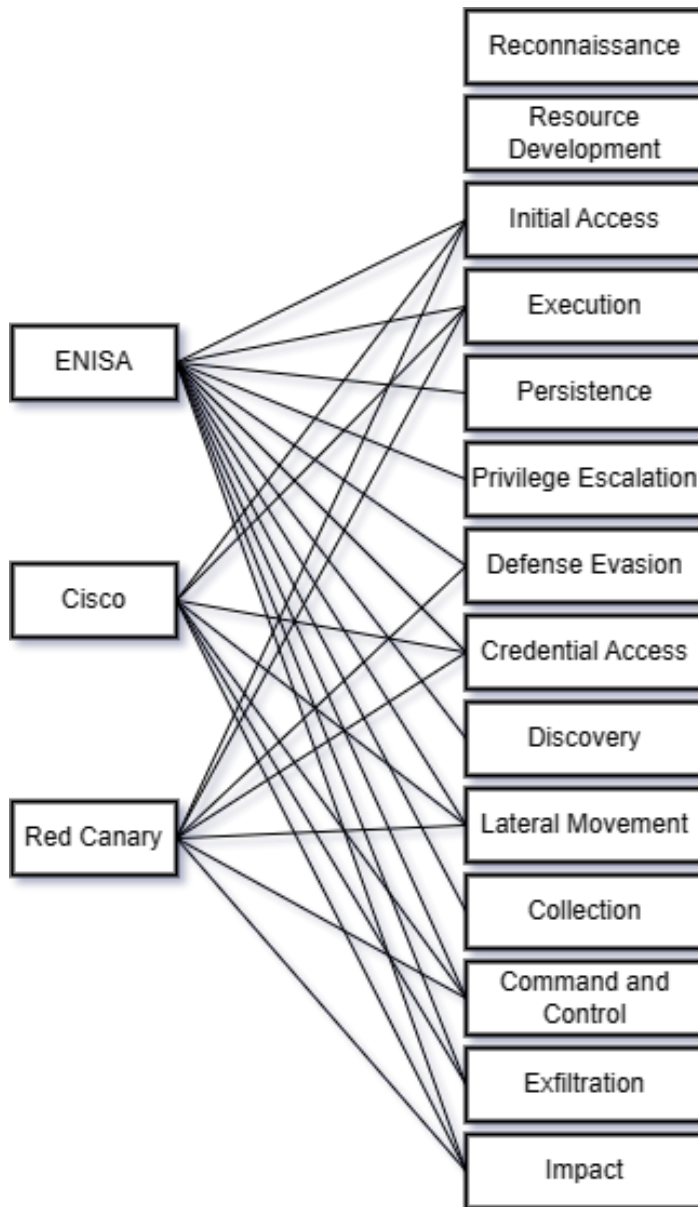 Reconnaissance
Resource
Development
Initial Access
Execution
Persistence
Privilege Escalation
Defense Evasion
Credential Access
Discovery
Lateral Movement
Collection
Command and
Control
Exfiltration
Impact
ENISA
Cisco
Red Canary